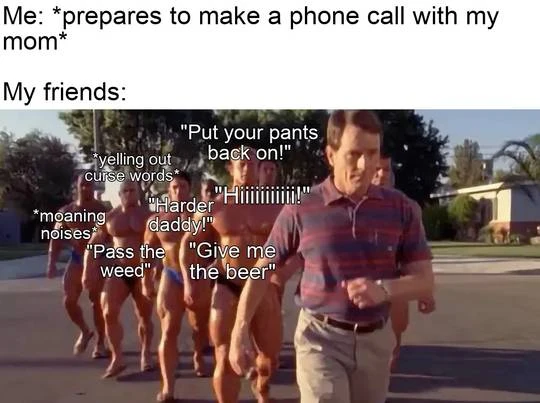 Me: *prepares to make a phone call with my
mom*
My friends:
"Put your pants
back on!"
*yelling out
curse words*
"Hiiiiiiiiiii!"
"Harder
daddy!"
*moaning
noises*
"Pass the
weed"
"Give me
the beer"